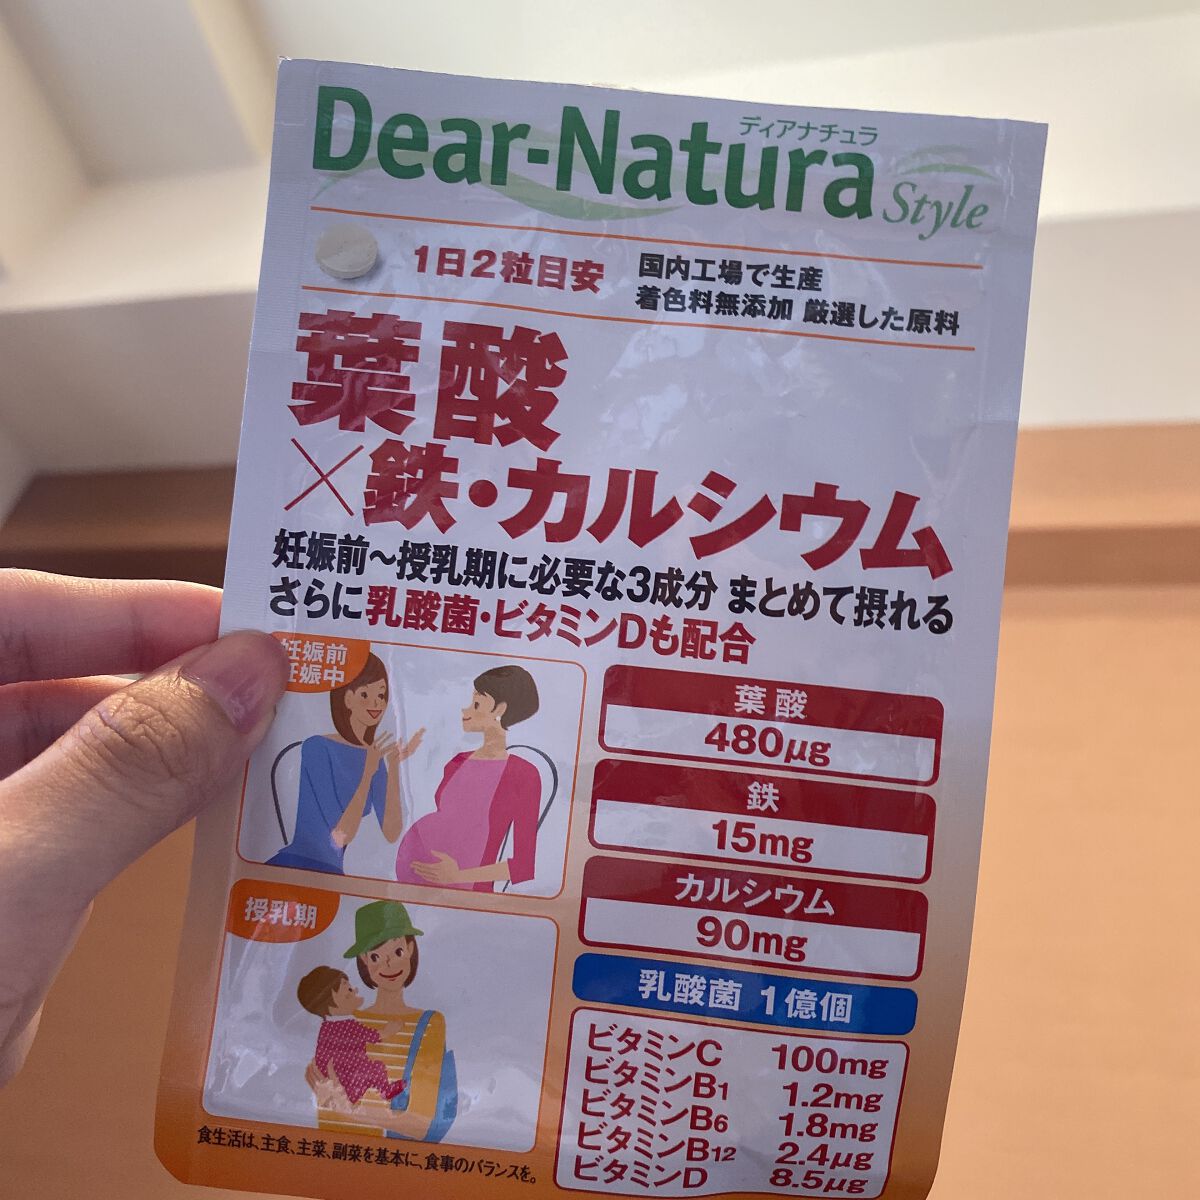 ディアナチュラ
Dear-Natura
Style
1日2粒目安
国内工場で生産
着色料無添加 厳選した原料
葉酸
×鉄・カルシウム
妊娠前～授乳期に必要な3成分 まとめて摂れる
さらに乳酸菌・ビタミンDも配合
妊娠前
妊娠中
葉酸
480μg
鉄
15mg
カルシウム
90mg
乳酸菌 1億個
授乳期
ビタミンC 100mg
ビタミンB1 1.2mg
ビタミンB6 1.8mg
ビタミンB12 2.4μg
ビタミンD 8.5μg
食生活は、主食、主菜、副菜を基本に、食事のバランスを。